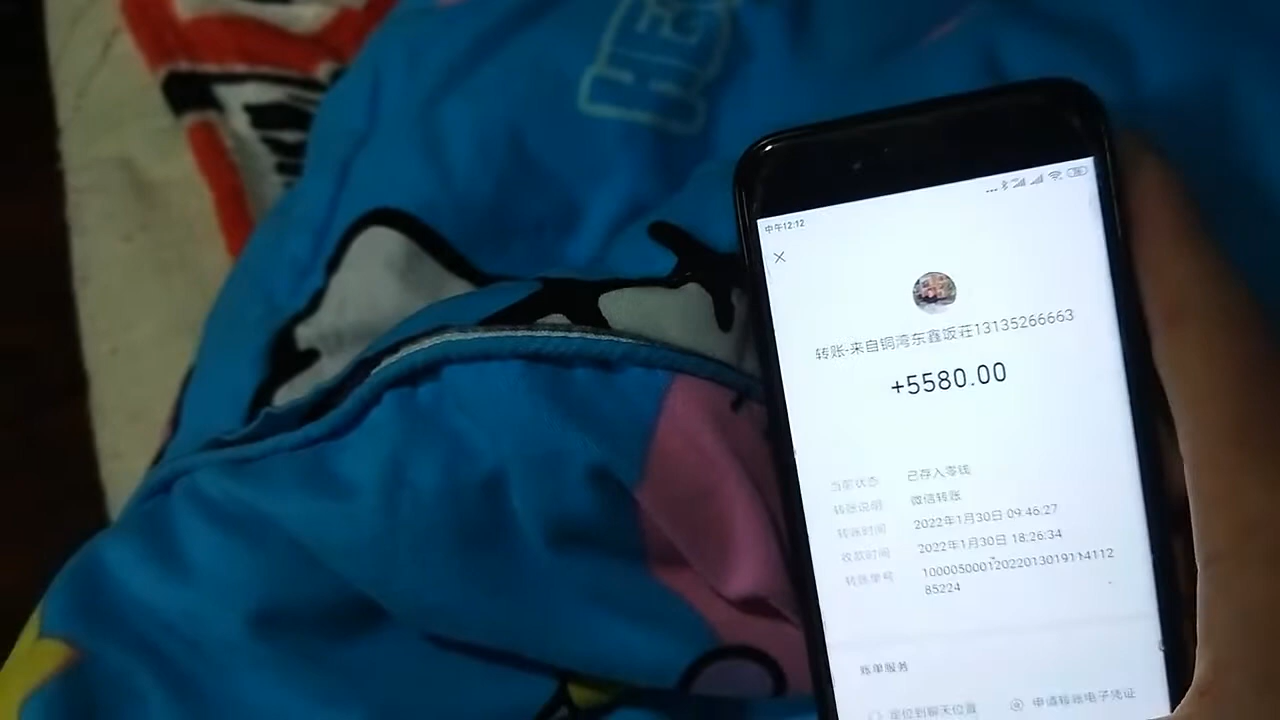 HE
中午12:12
转账-来自铜湾东鑫饭荘13135266663
+5580.00
当前状态 已存入零钱
转账说明 微信转账
转账时间 2022年1月30日 09:46:27
收款时间 2022年1月30日 18:26:34
转账单号 1000050001202201301911411285224
账单服务
定位到聊天位置 申请转账电子凭证